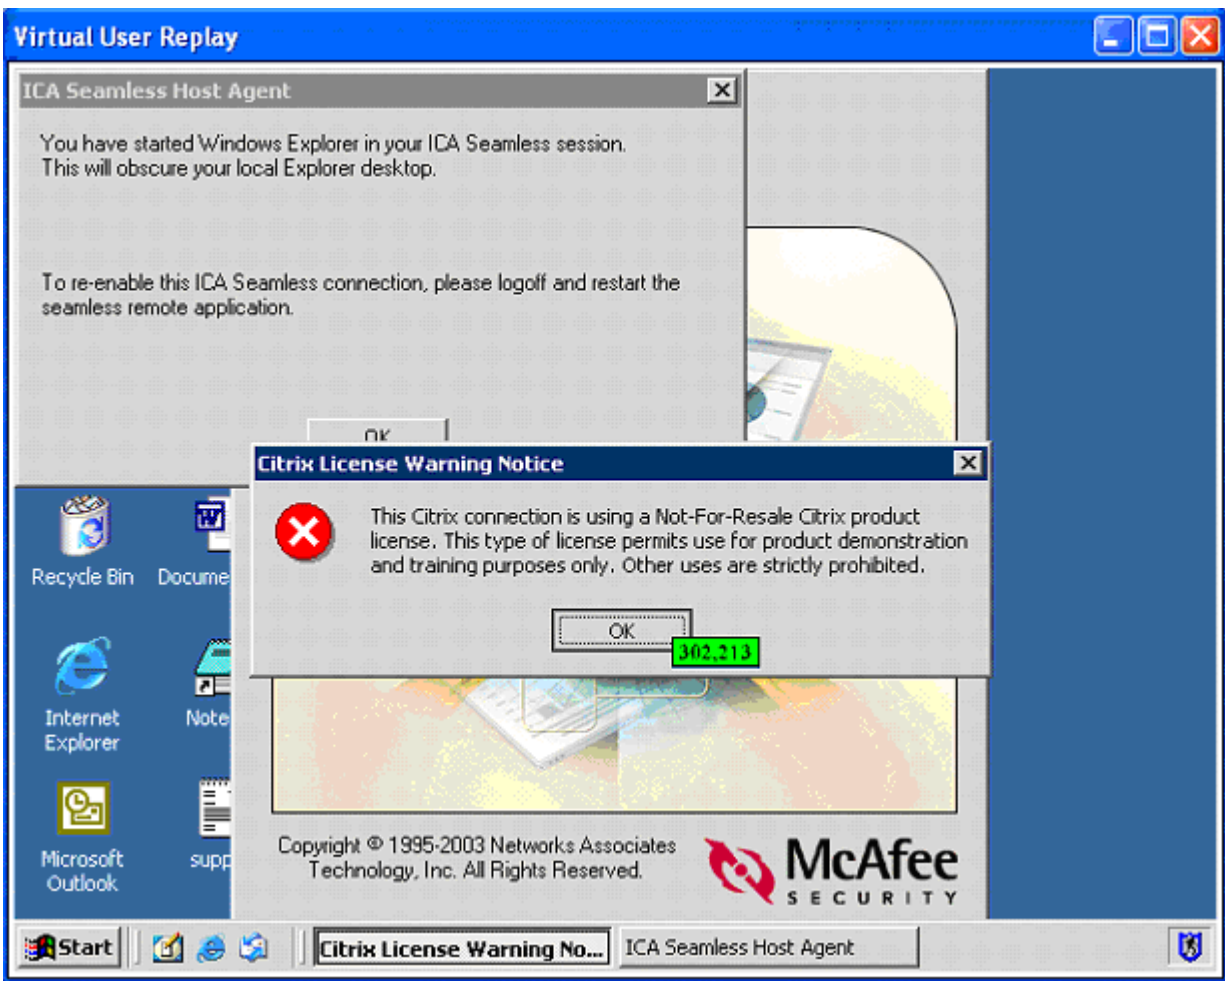 Virtual User Replay
ICA Seamless Host Agent
You have started Windows Explorer in your ICA Seamless session.
This will obscure your local Explorer desktop.
To re-enable this ICA Seamless connection, please logoff and restart the
seamless remote application.
OK
Citrix License Warning Notice
This Citrix connection is using a Not-For-Resale Citrix product
license. This type of license permits use for product demonstration
and training purposes only. Other uses are strictly prohibited.
OK
302,213
Recycle Bin
Docume
Internet
Explorer
Note
Microsoft
Outlook
supp
Copyright © 1995-2003 Networks Associates
Technology, Inc. All Rights Reserved.
McAfee
SECURITY
Start
Citrix License Warning No...
ICA Seamless Host Agent